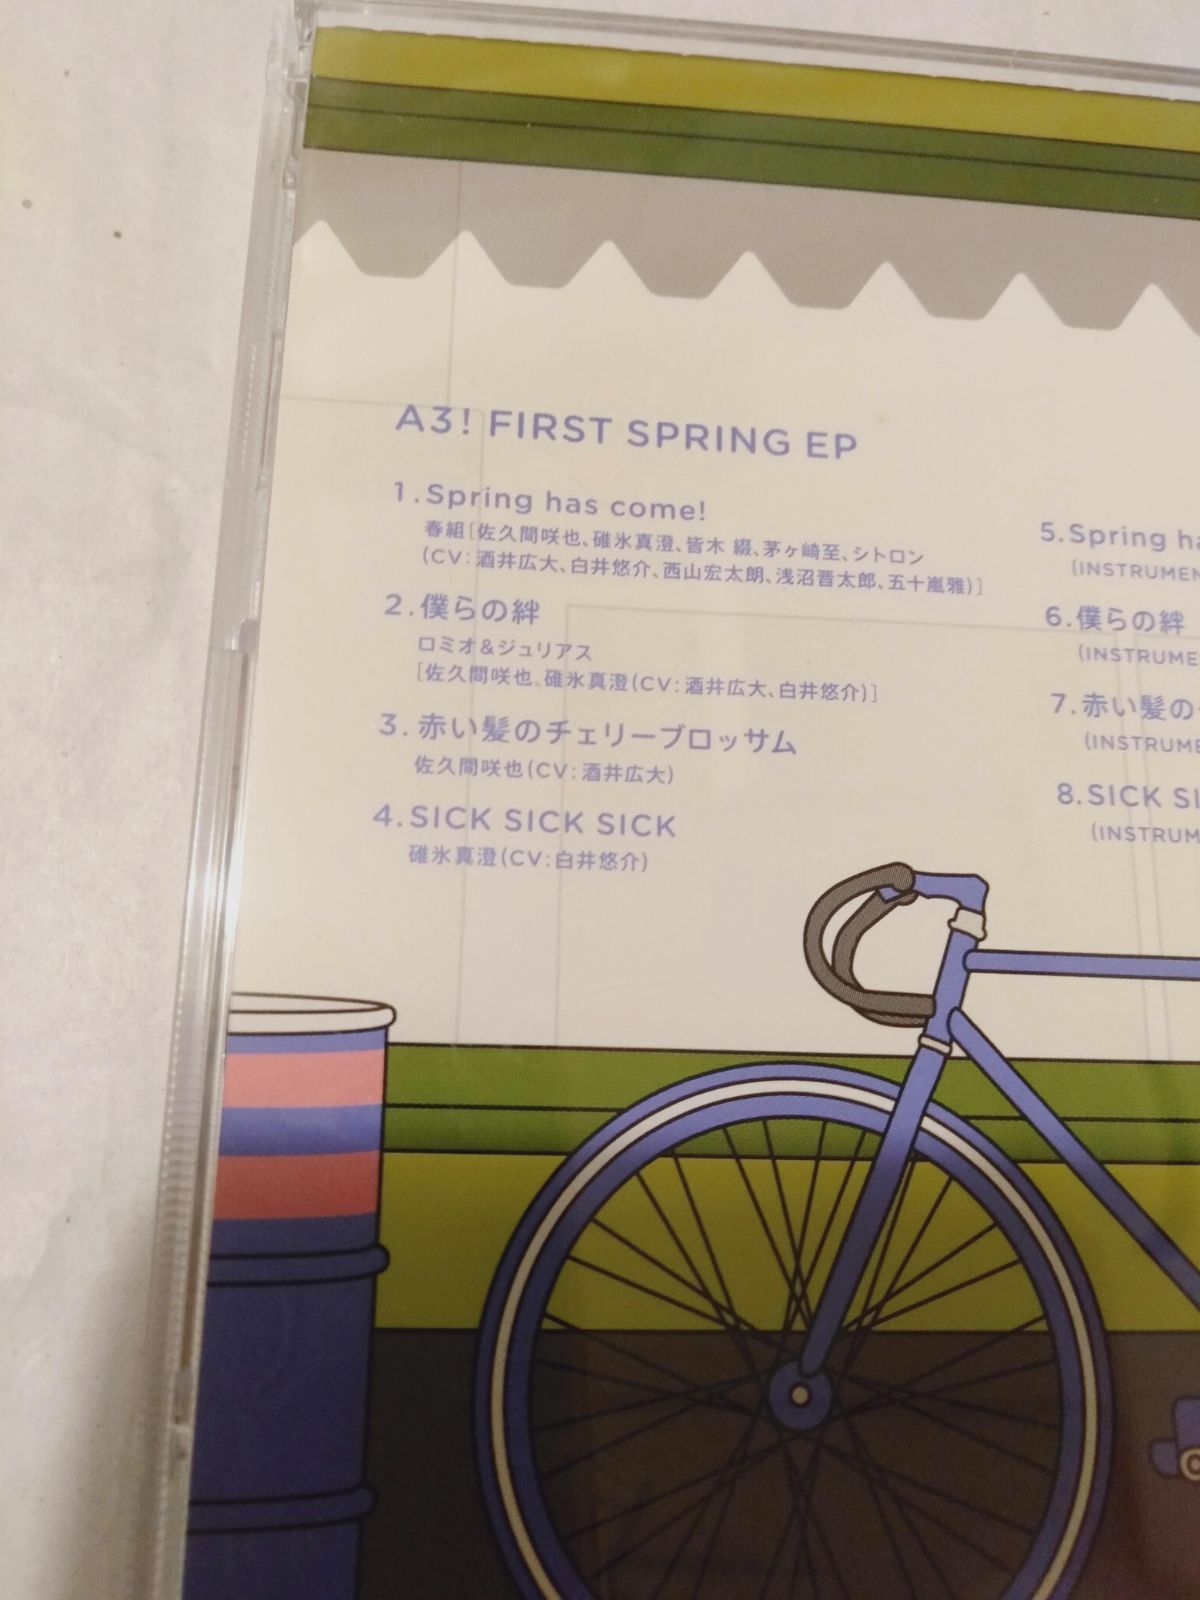 A3! FIRST SPRING EP
1.Spring has come!
春組[佐久間咲也、碓氷真澄、皆木 綴、茅ヶ崎至、シトロン
(CV:酒井広大、白井悠介、西山宏太朗、浅沼晋太郎、五十嵐雅)]
2.僕らの絆
ロミオ&ジュリアス
[佐久間咲也、碓氷真澄(CV:酒井広大、白井悠介)]
3.赤い髪のチェリーブロッサム
佐久間咲也(CV:酒井広大)
4.SICK SICK SICK
碓氷真澄(CV:白井悠介)
5.Spring ha
(INSTRUMEN
6.僕らの絆
(INSTRUME
7.赤い髪の
(INSTRUME
8.SICK SI
(INSTRUM